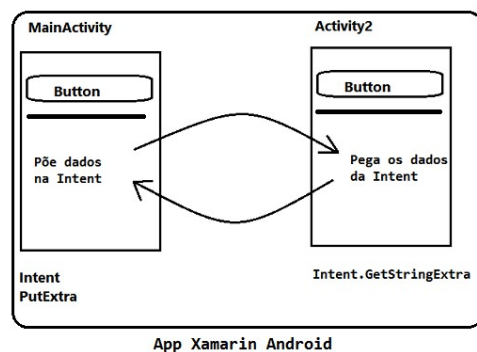 MainActivity
Button
Põe dados
na Intent
Intent
PutExtra
Activity2
Button
Pega os dados
da Intent
Intent.GetStringExtra
App Xamarin Android